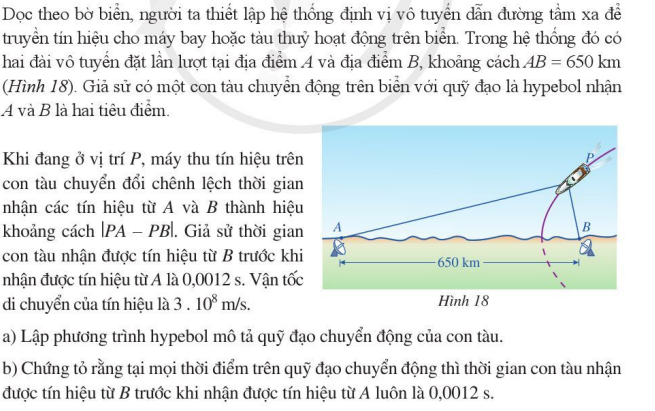 Dọc theo bờ biển, người ta thiết lập hệ thống định vị vô tuyến dẫn đường tầm xa để
truyền tín hiệu cho máy bay hoặc tàu thuỷ hoạt động trên biển. Trong hệ thống đó có
hai đài vô tuyến đặt lần lượt tại địa điểm A và địa điểm B, khoảng cách AB = 650 km
(Hình 18). Giả sử có một con tàu chuyển động trên biển với quỹ đạo là hypebol nhận
A và B là hai tiêu điểm.
Khi đang ở vị trí P, máy thu tín hiệu trên
con tàu chuyển đổi chênh lệch thời gian
nhận các tín hiệu từ A và B thành hiệu
khoảng cách |PA – PB|. Giả sử thời gian
con tàu nhận được tín hiệu từ B trước khi
nhận được tín hiệu từ A là 0,0012 s. Vận tốc
di chuyển của tín hiệu là 3 . 10⁸ m/s.
P
A
B
650 km
Hình 18
a) Lập phương trình hypebol mô tả quỹ đạo chuyển động của con tàu.
b) Chứng tỏ rằng tại mọi thời điểm trên quỹ đạo chuyển động thì thời gian con tàu nhận
được tín hiệu từ B trước khi nhận được tín hiệu từ A luôn là 0,0012 s.